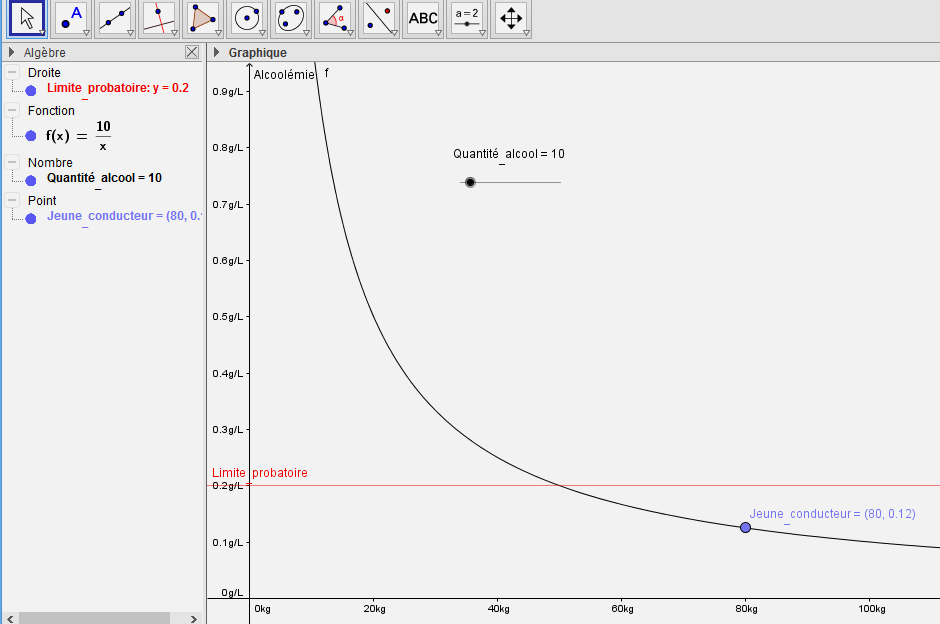 A
α
ABC
a = 2
Algèbre
Graphique
Droite
Limite_probatoire: y = 0.2
Fonction
f(x) = 10/x
Nombre
Quantité_alcool = 10
Point
Jeune_conducteur = (80, 0.
Alcoolémie
f
0.9g/L
0.8g/L
Quantité_alcool = 10
0.7g/L
0.6g/L
0.5g/L
0.4g/L
0.3g/L
Limite_probatoire
0.2g/L
Jeune_conducteur = (80, 0.12)
0.1g/L
0g/L
0kg
20kg
40kg
60kg
80kg
100kg